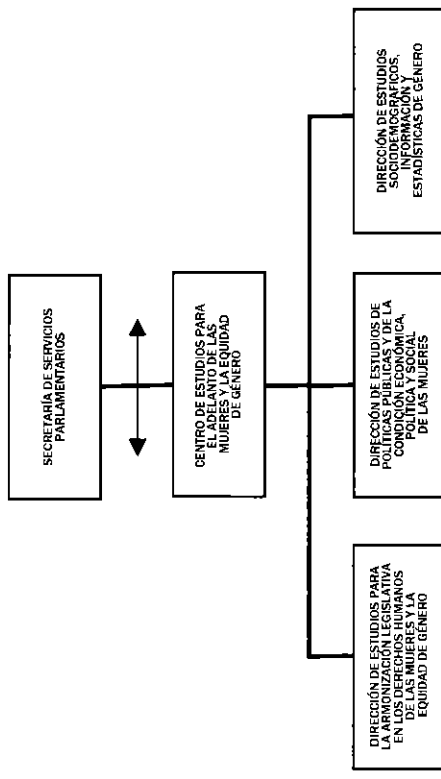 SECRETARÍA DE SERVICIOS
PARLAMENTARIOS
CENTRO DE ESTUDIOS PARA
EL ADELANTO DE LAS
MUJERES Y LA EQUIDAD
DE GÉNERO
DIRECCIÓN DE ESTUDIOS PARA
LA ARMONIZACIÓN LEGISLATIVA
EN LOS DERECHOS HUMANOS
DE LAS MUJERES Y LA
EQUIDAD DE GÉNERO
DIRECCIÓN DE ESTUDIOS DE
POLÍTICAS PÚBLICAS Y DE LA
CONDICIÓN ECONÓMICA,
POLÍTICA Y SOCIAL
DE LAS MUJERES
DIRECCIÓN DE ESTUDIOS
SOCIODEMOGRÁFICOS,
INFORMACIÓN Y
ESTADÍSTICAS DE GÉNERO